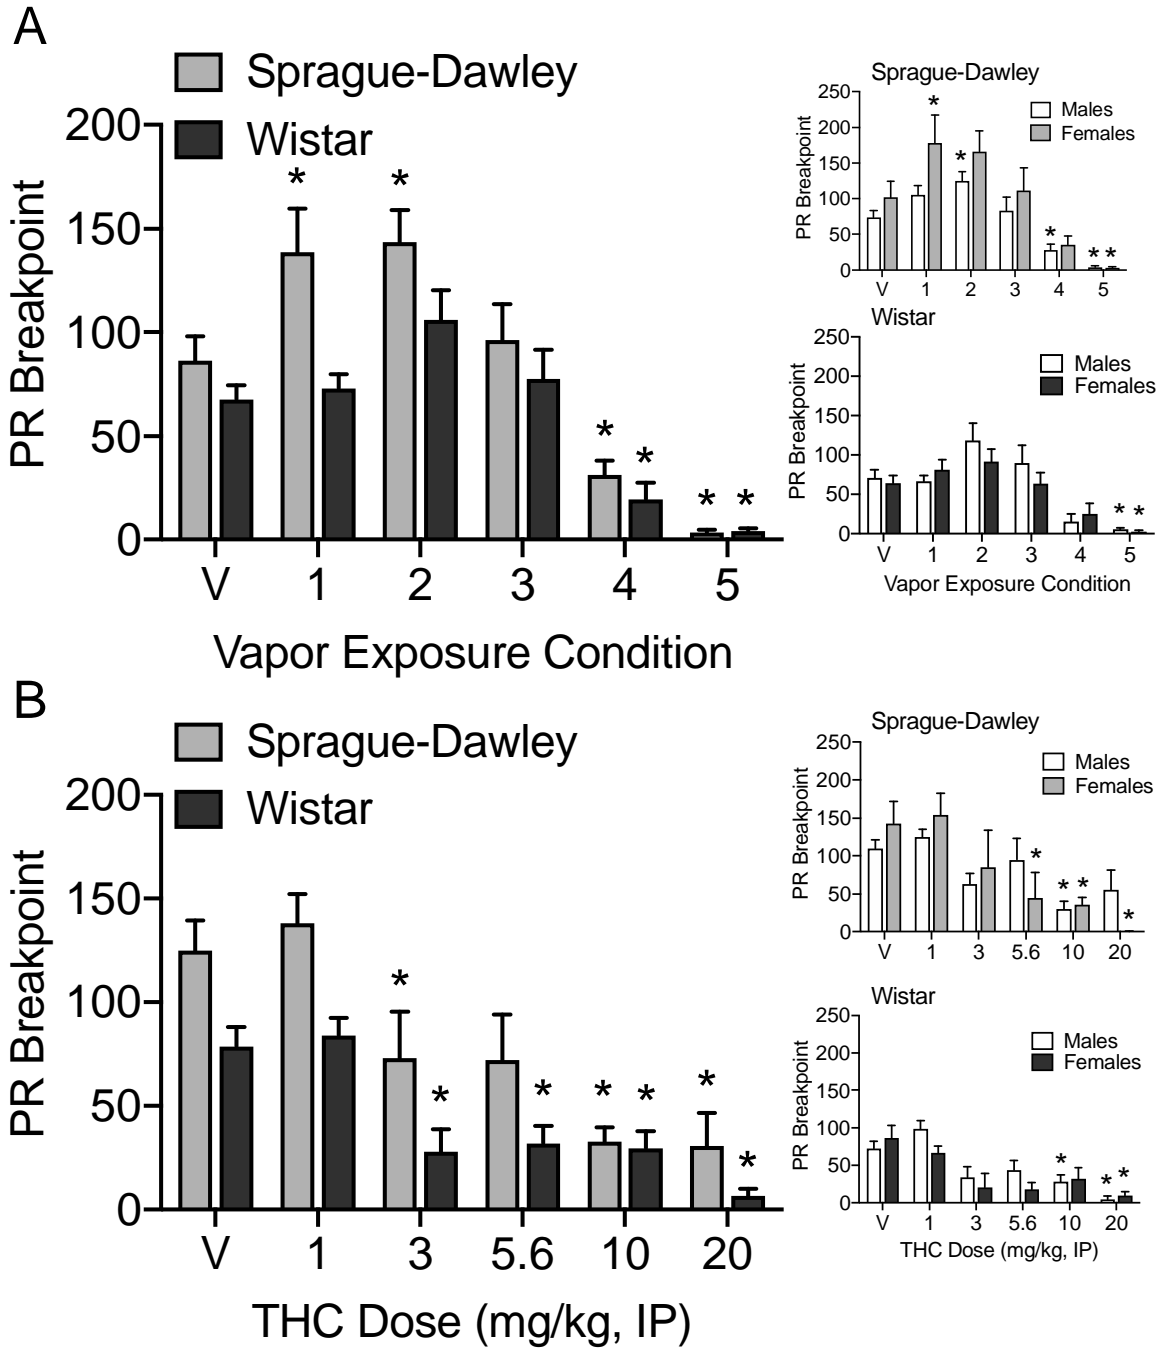 A
Sprague-Dawley
Wistar
PR Breakpoint
200
150
100
50
0
* *
* *
* *
V 1 2 3 4 5
Vapor Exposure Condition
Sprague-Dawley
Males
Females
PR Breakpoint
250
200
150
100
50
0
*
*
*
* *
V 1 2 3 4 5
Wistar
Males
Females
PR Breakpoint
250
200
150
100
50
0
* *
V 1 2 3 4 5
Vapor Exposure Condition
B
Sprague-Dawley
Wistar
PR Breakpoint
200
150
100
50
0
* * * * * * *
V 1 3 5.6 10 20
THC Dose (mg/kg, IP)
Sprague-Dawley
Males
Females
PR Breakpoint
250
200
150
100
50
0
* * * *
V 1 3 5.6 10 20
Wistar
Males
Females
PR Breakpoint
250
200
150
100
50
0
* * *
V 1 3 5.6 10 20
THC Dose (mg/kg, IP)